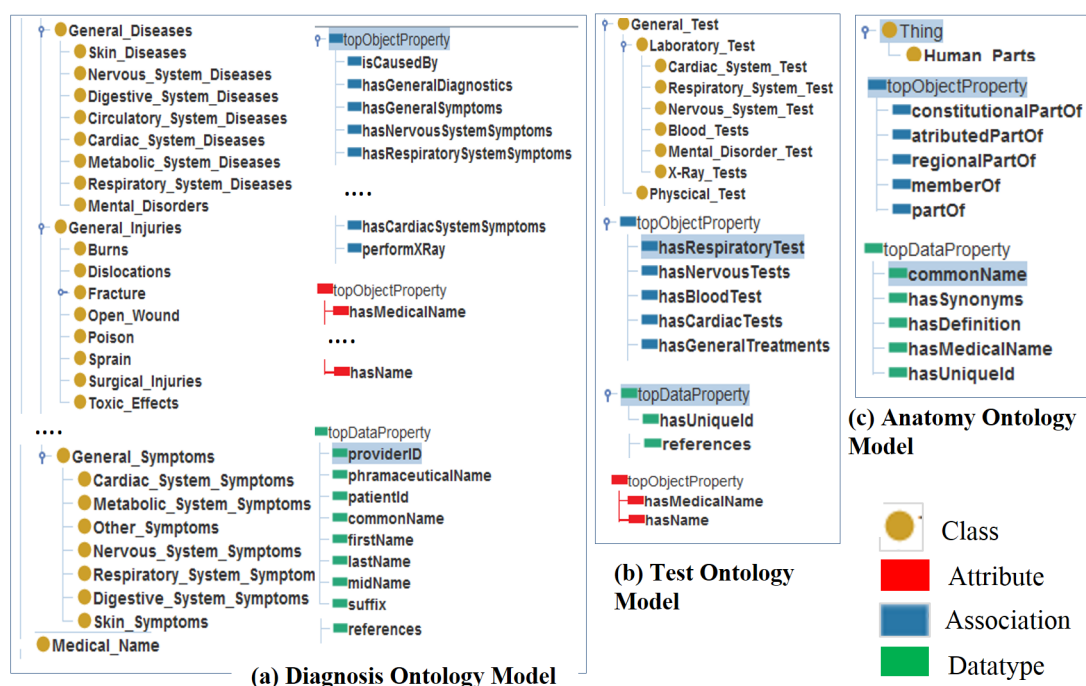 General_Diseases
Skin_Diseases
Nervous_System_Diseases
Digestive_System_Diseases
Circulatory_System_Diseases
Cardiac_System_Diseases
Metabolic_System_Diseases
Respiratory_System_Diseases
Mental_Disorders
General_Injuries
Burns
Dislocations
Fracture
Open_Wound
Poison
Sprain
Surgical_Injuries
Toxic_Effects
....
General_Symptoms
Cardiac_System_Symptoms
Metabolic_System_Symptoms
Other_Symptoms
Nervous_System_Symptoms
Respiratory_System_Symptom
Digestive_System_Symptoms
Skin_Symptoms
Medical_Name
topObjectProperty
isCausedBy
hasGeneralDiagnostics
hasGeneralSymptoms
hasNervousSystemSymptoms
hasRespiratorySystemSymptoms
....
hasCardiacSystemSymptoms
performXRay
topObjectProperty
hasMedicalName
....
hasName
topDataProperty
providerID
phramaceuticalName
patientId
commonName
firstName
lastName
midName
suffix
references
(a) Diagnosis Ontology Model
General_Test
Laboratory_Test
Cardiac_System_Test
Respiratory_System_Test
Nervous_System_Test
Blood_Tests
Mental_Disorder_Test
X-Ray_Tests
Physcical_Test
topObjectProperty
hasRespiratoryTest
hasNervousTests
hasBloodTest
hasCardiacTests
hasGeneralTreatments
topDataProperty
hasUniqueId
references
topObjectProperty
hasMedicalName
hasName
(b) Test Ontology
Model
Thing
Human_Parts
topObjectProperty
constitutionalPartOf
atributedPartOf
regionalPartOf
memberOf
partOf
topDataProperty
commonName
hasSynonyms
hasDefinition
hasMedicalName
hasUniqueId
(c) Anatomy Ontology
Model
Class
Attribute
Association
Datatype